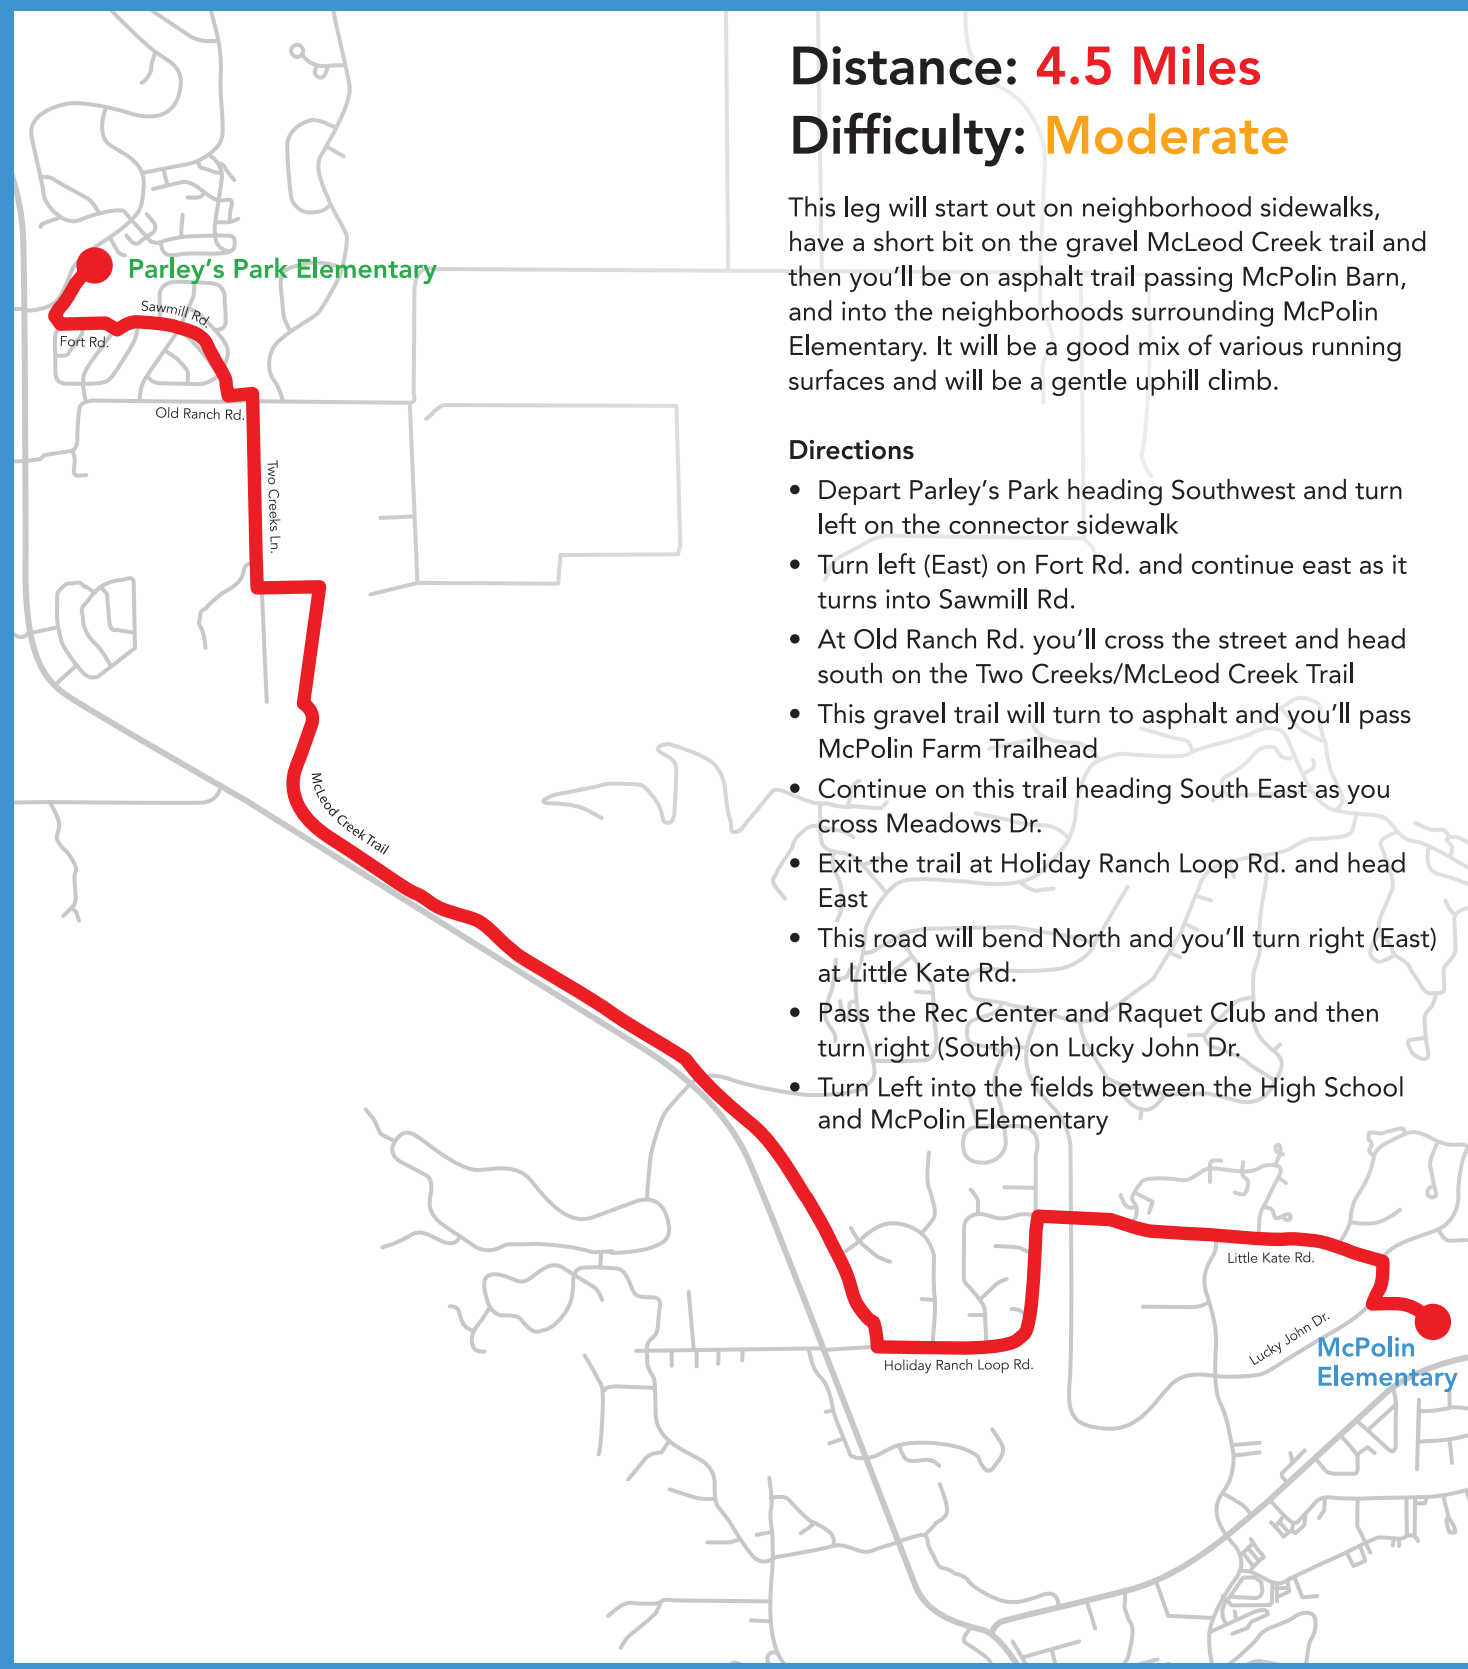 Distance: 4.5 Miles
Difficulty: Moderate
This leg will start out on neighborhood sidewalks,
have a short bit on the gravel McLeod Creek trail and
then you'll be on asphalt trail passing McPolin Barn,
and into the neighborhoods surrounding McPolin
Elementary. It will be a good mix of various running
surfaces and will be a gentle uphill climb.
Directions
• Depart Parley's Park heading Southwest and turn
left on the connector sidewalk
• Turn left (East) on Fort Rd. and continue east as it
turns into Sawmill Rd.
• At Old Ranch Rd. you'll cross the street and head
south on the Two Creeks/McLeod Creek Trail
• This gravel trail will turn to asphalt and you'll pass
McPolin Farm Trailhead
• Continue on this trail heading South East as you
cross Meadows Dr.
• Exit the trail at Holiday Ranch Loop Rd. and head
East
• This road will bend North and you'll turn right (East)
at Little Kate Rd.
• Pass the Rec Center and Raquet Club and then
turn right (South) on Lucky John Dr.
• Turn Left into the fields between the High School
and McPolin Elementary
Parley's Park Elementary
Sawmill Rd.
Fort Rd.
Old Ranch Rd.
Two Creeks Ln.
McLeod Creek Trail
Little Kate Rd.
Lucky John Dr.
McPolin
Elementary
Holiday Ranch Loop Rd.